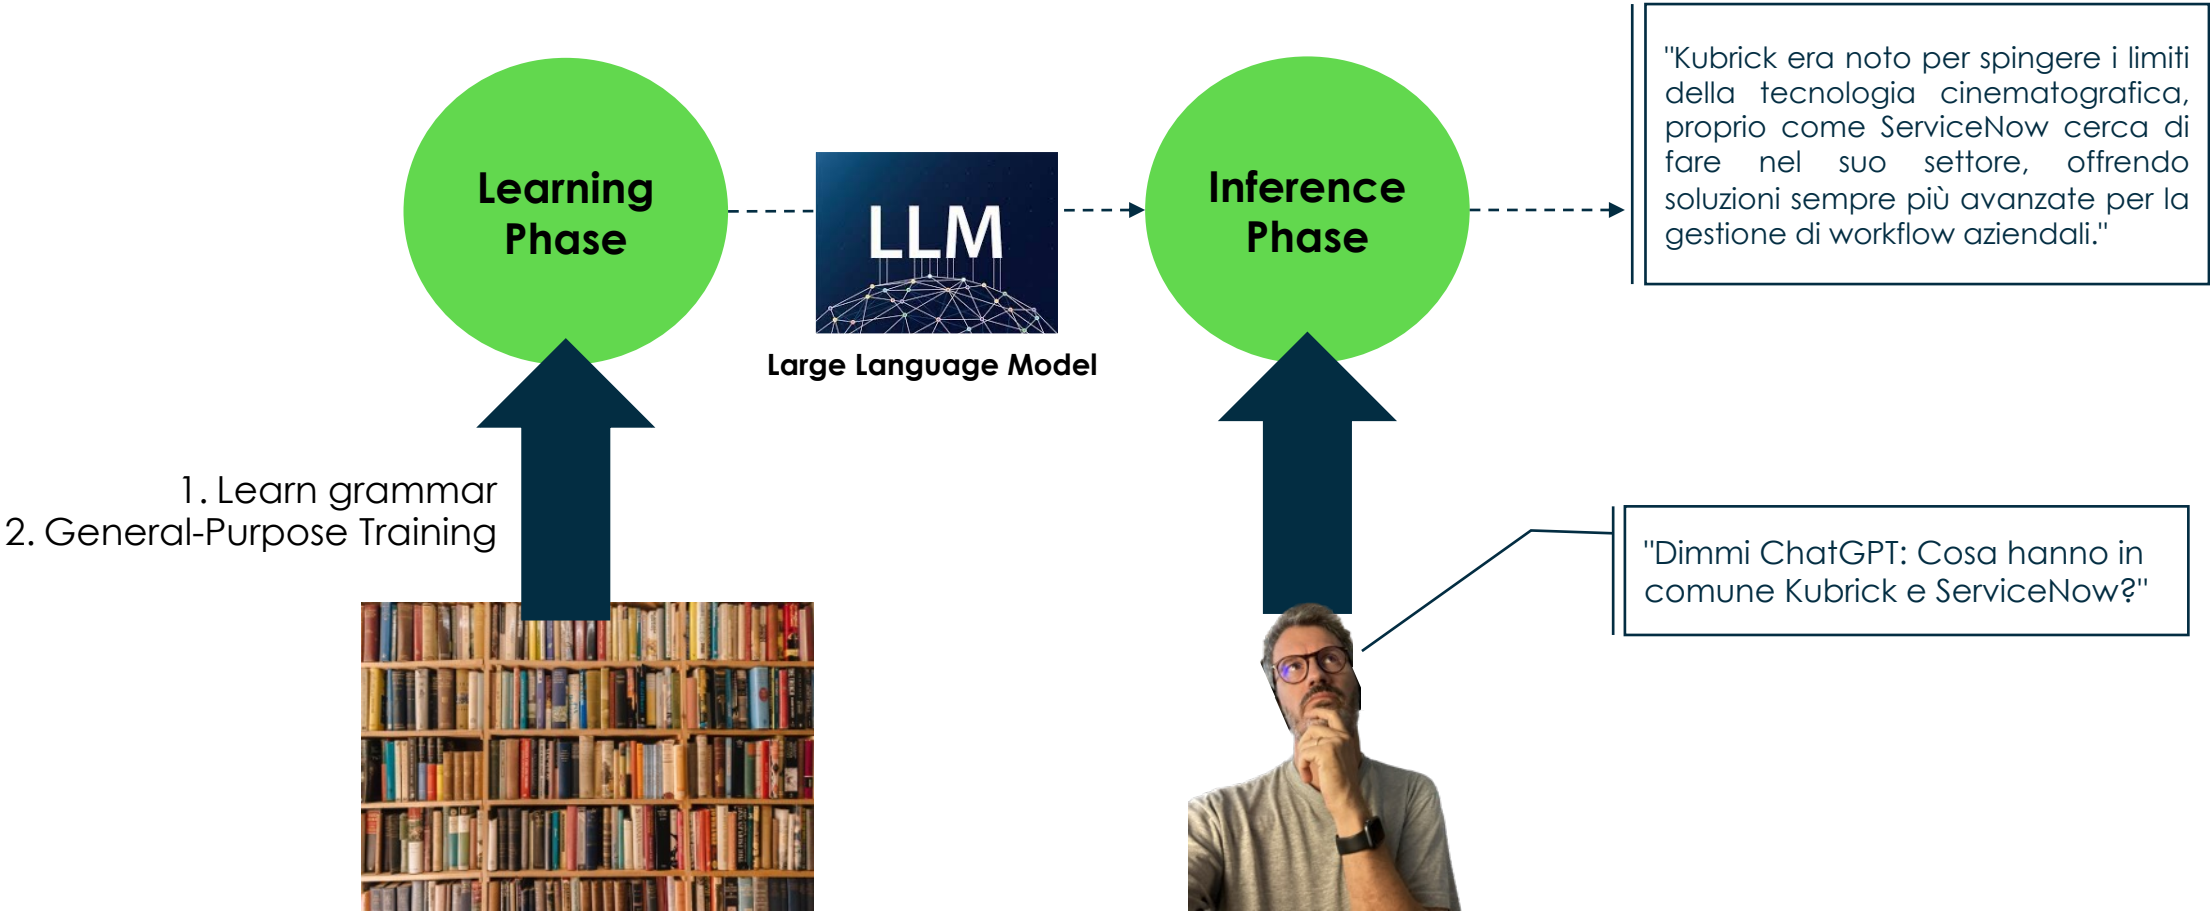 Learning
Phase
LLM
Large Language Model
Inference
Phase
"Kubrick era noto per spingere i limiti
della tecnologia cinematografica,
proprio come ServiceNow cerca di
fare nel suo settore, offrendo
soluzioni sempre più avanzate per la
gestione di workflow aziendali."
1. Learn grammar
2. General-Purpose Training
"Dimmi ChatGPT: Cosa hanno in
comune Kubrick e ServiceNow?"